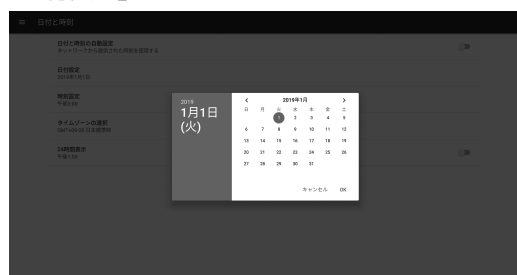 日付と時刻
日付と時刻の自動設定
ネットワークから提供された時刻を使用する
日付設定
2019年1月1日
時刻設定
午前0:00
タイムゾーンの選択
GMT+09:00 日本標準時
24時間表示
午後1:00
2019
1月1日
(火)
2019年1月
日 月 火 水 木 金 土
1 2 3 4 5
6 7 8 9 10 11 12
13 14 15 16 17 18 19
20 21 22 23 24 25 26
27 28 29 30 31
キャンセル OK